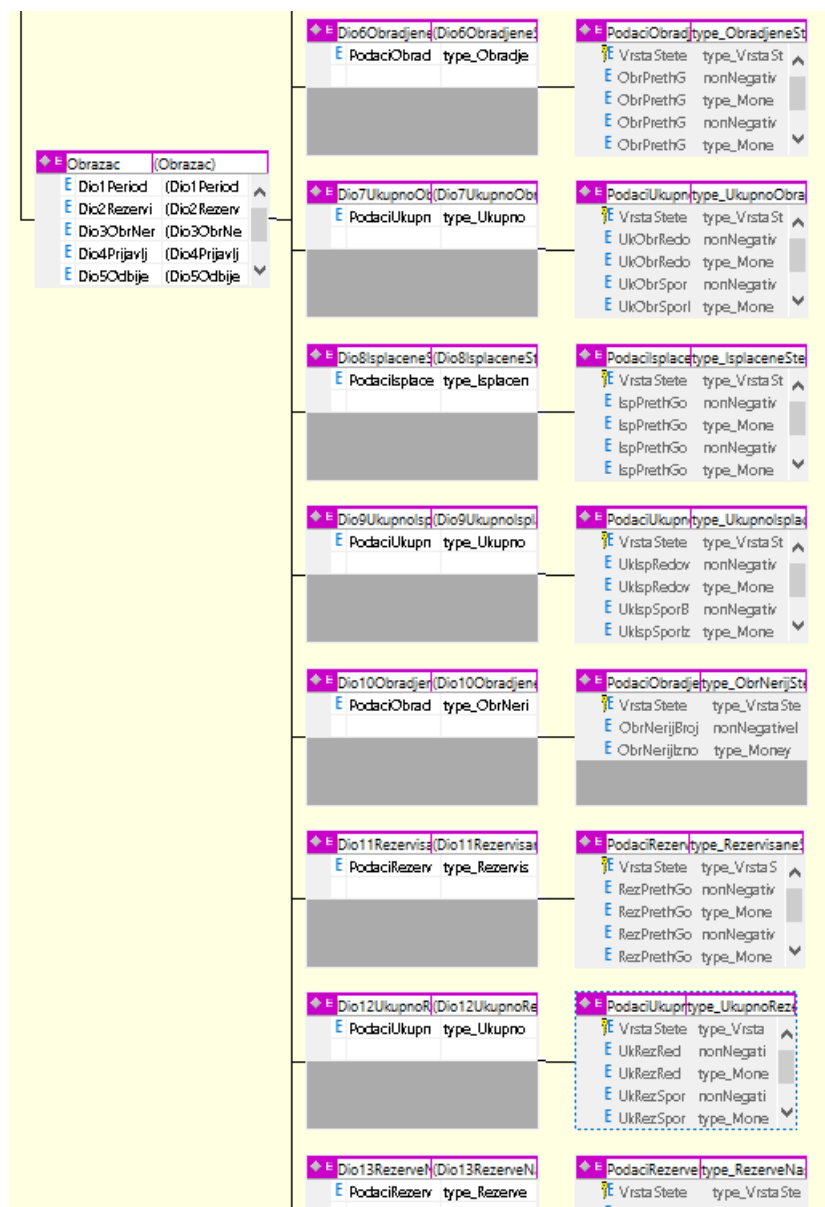 E Obrazac (Obrazac)
E Dio1Period (Dio1Period
E Dio2Rezervi (Dio2Rezerv
E Dio3ObrNer (Dio3ObrNe
E Dio4Prijavlj (Dio4Prijavlj
E Dio5Odbije (Dio5Odbije
E Dio6Obradjene (Dio6Obradjene
E PodaciObrad type_Obradje
E PodaciObrad type_ObradjeneSt
E VrstaStete type_VrstaSt
E ObrPrethG nonNegativ
E ObrPrethG type_Mone
E ObrPrethG nonNegativ
E ObrPrethG type_Mone
E Dio7UkupnoOb (Dio7UkupnoObr
E PodaciUkupn type_Ukupno
E PodaciUkupn type_UkupnoObra
E VrstaStete type_VrstaSt
E UkObrRedo nonNegativ
E UkObrRedo type_Mone
E UkObrSpor nonNegativ
E UkObrSporI type_Mone
E Dio8IsplaceneS (Dio8IsplaceneSt
E PodaciIsplace type_Isplacen
E PodaciIsplace type_IsplaceneSte
E VrstaStete type_VrstaSt
E IspPrethGo nonNegativ
E IspPrethGo type_Mone
E IspPrethGo nonNegativ
E IspPrethGo type_Mone
E Dio9UkupnoIsp (Dio9UkupnoIspl
E PodaciUkupn type_Ukupno
E PodaciUkupn type_UkupnoIsplac
E VrstaStete type_VrstaSt
E UkIspRedov nonNegativ
E UkIspRedov type_Mone
E UkIspSporB nonNegativ
E UkIspSporIz type_Mone
E Dio10Obradjen (Dio10Obradjene
E PodaciObrad type_ObrNeri
E PodaciObradje type_ObrNerijSte
E VrstaStete type_VrstaSte
E ObrNerijBroj nonNegativeI
E ObrNerijIzno type_Money
E Dio11Rezervisa (Dio11Rezervisar
E PodaciRezerv type_Rezervis
E PodaciRezerv type_RezervisaneS
E VrstaStete type_VrstaS
E RezPrethGo nonNegativ
E RezPrethGo type_Mone
E RezPrethGo nonNegativ
E RezPrethGo type_Mone
E Dio12UkupnoR (Dio12UkupnoRe
E PodaciUkupn type_Ukupno
E PodaciUkupn type_UkupnoReze
E VrstaStete type_Vrsta
E UkRezRed nonNegati
E UkRezRed type_Mone
E UkRezSpor nonNegati
E UkRezSpor type_Mone
E Dio13RezerveN (Dio13RezerveNa
E PodaciRezerv type_Rezerve
E PodaciRezerve type_RezerveNas
E VrstaStete type_VrstaSte